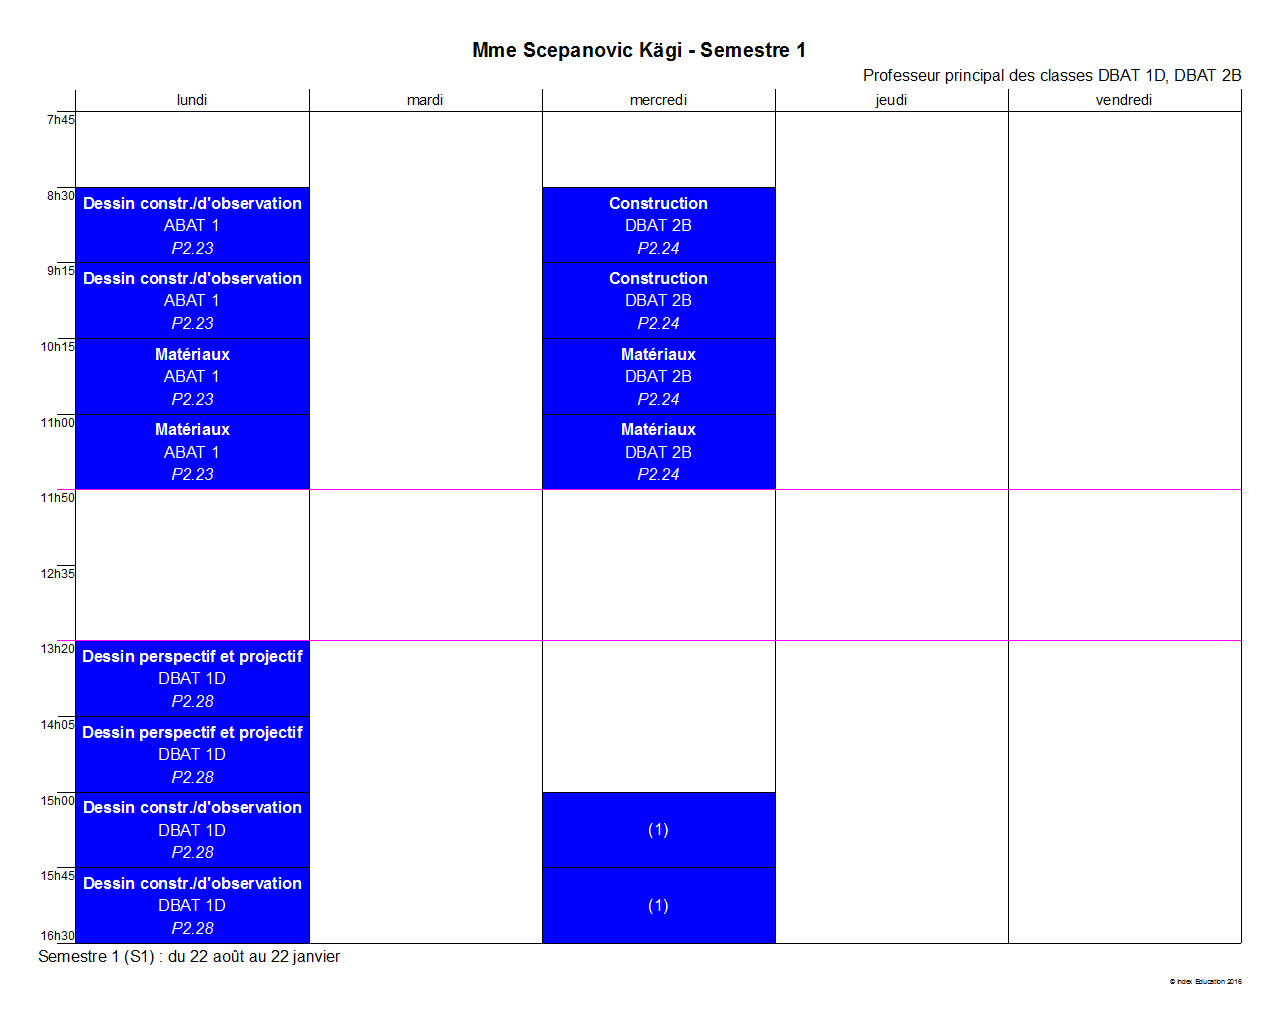 Mme Scepanovic Kägi - Semestre 1
Professeur principal des classes DBAT 1D, DBAT 2B
lundi mardi mercredi jeudi vendredi
7h45
8h30
Dessin constr./d'observation
ABAT 1
P2.23
Construction
DBAT 2B
P2.24
9h15
Dessin constr./d'observation
ABAT 1
P2.23
Construction
DBAT 2B
P2.24
10h15
Matériaux
ABAT 1
P2.23
Matériaux
DBAT 2B
P2.24
11h00
Matériaux
ABAT 1
P2.23
Matériaux
DBAT 2B
P2.24
11h50
12h35
13h20
Dessin perspectif et projectif
DBAT 1D
P2.28
14h05
Dessin perspectif et projectif
DBAT 1D
P2.28
15h00
Dessin constr./d'observation
DBAT 1D
P2.28
(1)
15h45
Dessin constr./d'observation
DBAT 1D
P2.28
(1)
16h30
Semestre 1 (S1) : du 22 août au 22 janvier
© Index Education 2016